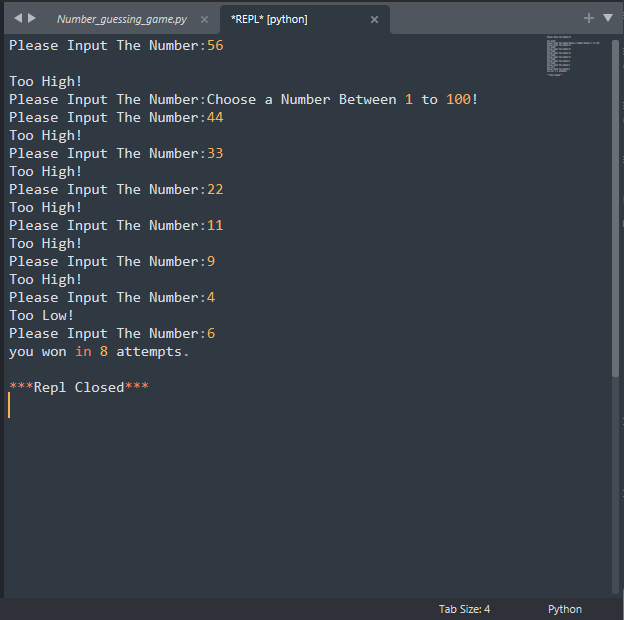 Number_guessing_game.py
*REPL* [python]
Please Input The Number:56
Too High!
Please Input The Number:Choose a Number Between 1 to 100!
Please Input The Number:44
Too High!
Please Input The Number:33
Too High!
Please Input The Number:22
Too High!
Please Input The Number:11
Too High!
Please Input The Number:9
Too High!
Please Input The Number:4
Too Low!
Please Input The Number:6
you won in 8 attempts.
***Repl Closed***
Tab Size: 4
Python